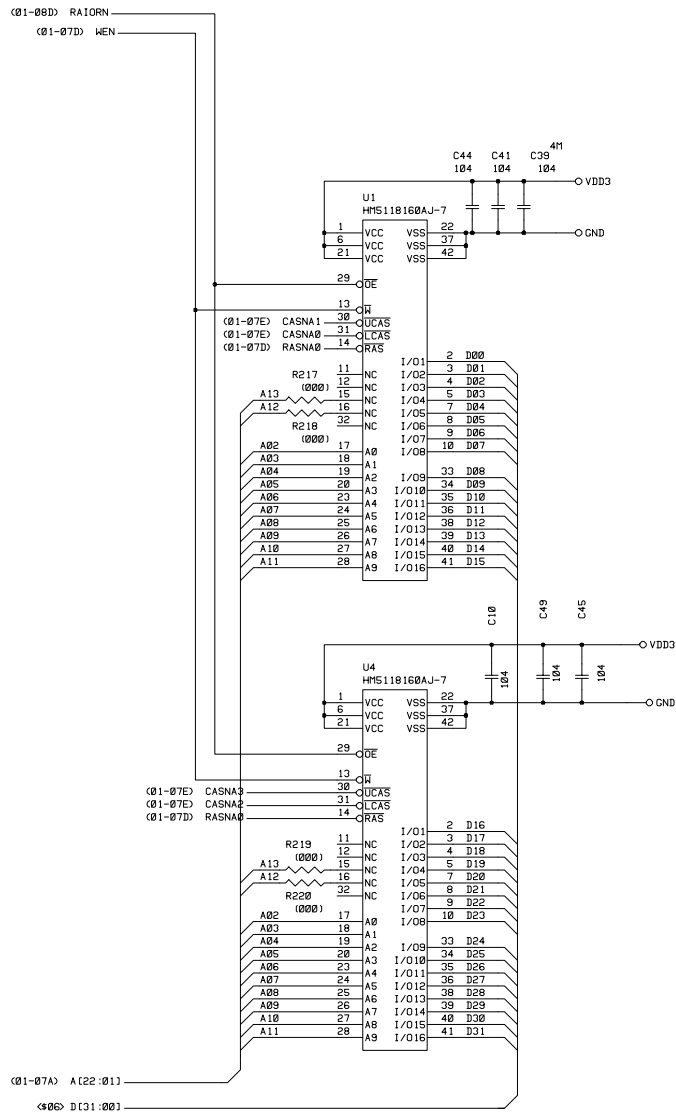 (01-08D) RAIORN
(01-07D) WEN
4M
C44 C41 C39
104 104 104
VDD3
U1
HM5118160AJ-7
1 VCC VSS 22
GND
6 VCC VSS 37
21 VCC VSS 42
29 OE
13 W
(01-07E) CASNA1 30 UCAS
(01-07E) CASNA0 31 LCAS
(01-07D) RASNA0 14 RAS
I/O1 2 D00
R217 11 NC I/O2 3 D01
(000) 12 NC I/O3 4 D02
A13 15 NC I/O4 5 D03
A12 16 NC I/O5 7 D04
R218 32 NC I/O6 8 D05
(000) I/O7 9 D06
A02 17 A0 I/O8 10 D07
A03 18 A1
A04 19 A2 I/O9 33 D08
A05 20 A3 I/O10 34 D09
A06 23 A4 I/O11 35 D10
A07 24 A5 I/O12 36 D11
A08 25 A6 I/O13 38 D12
A09 26 A7 I/O14 39 D13
A10 27 A8 I/O15 40 D14
A11 28 A9 I/O16 41 D15
C10 C49 C45
VDD3
104 104 104
U4
HM5118160AJ-7
1 VCC VSS 22
GND
6 VCC VSS 37
21 VCC VSS 42
29 OE
13 W
(01-07E) CASNA3 30 UCAS
(01-07E) CASNA2 31 LCAS
(01-07D) RASNA0 14 RAS
I/O1 2 D16
R219 11 NC I/O2 3 D17
(000) 12 NC I/O3 4 D18
A13 15 NC I/O4 5 D19
A12 16 NC I/O5 7 D20
R220 32 NC I/O6 8 D21
(000) I/O7 9 D22
A02 17 A0 I/O8 10 D23
A03 18 A1
A04 19 A2 I/O9 33 D24
A05 20 A3 I/O10 34 D25
A06 23 A4 I/O11 35 D26
A07 24 A5 I/O12 36 D27
A08 25 A6 I/O13 38 D28
A09 26 A7 I/O14 39 D29
A10 27 A8 I/O15 40 D30
A11 28 A9 I/O16 41 D31
(01-07A) A[22:01]
<$06> D[31:00]